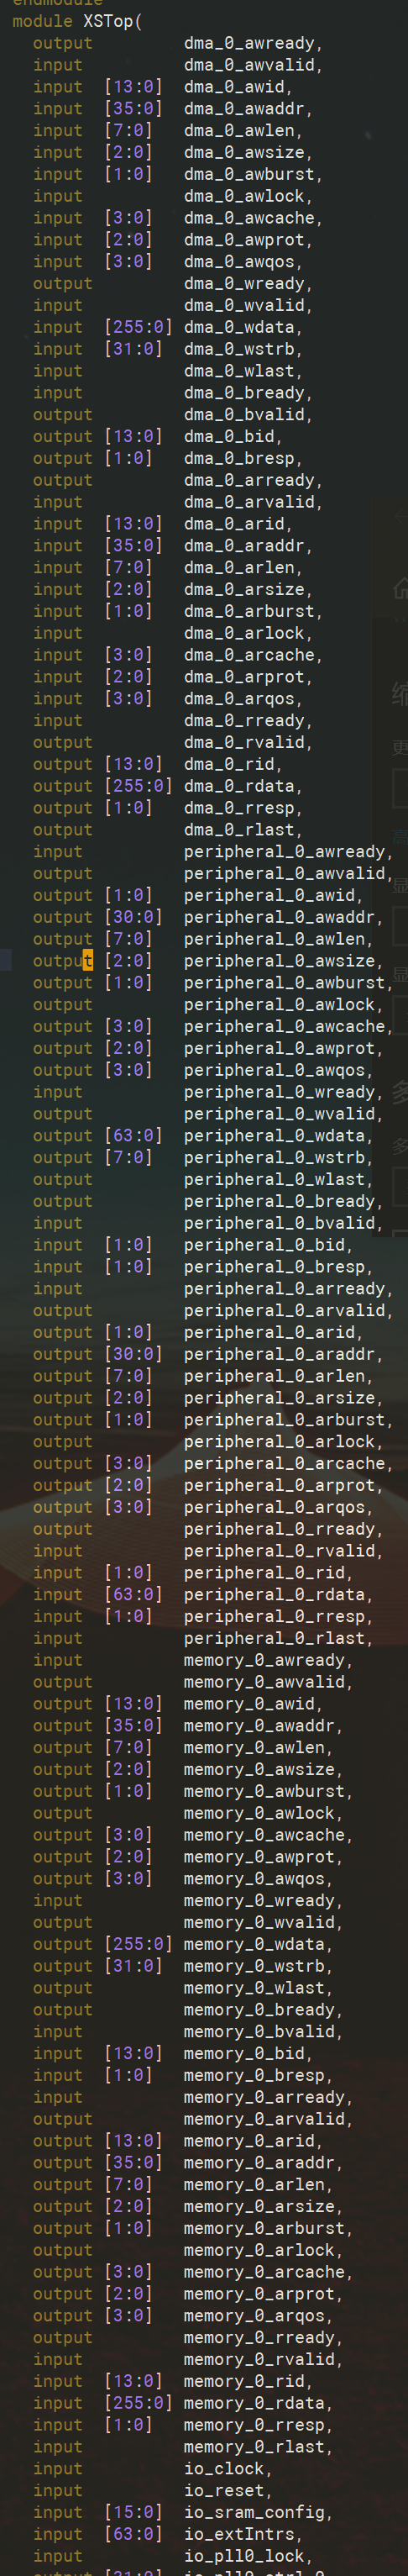 endmodule
module XSTop(
output dma_0_awready,
input dma_0_awvalid,
input [13:0] dma_0_awid,
input [35:0] dma_0_awaddr,
input [7:0] dma_0_awlen,
input [2:0] dma_0_awsize,
input [1:0] dma_0_awburst,
input dma_0_awlock,
input [3:0] dma_0_awcache,
input [2:0] dma_0_awprot,
input [3:0] dma_0_awqos,
output dma_0_wready,
input dma_0_wvalid,
input [255:0] dma_0_wdata,
input [31:0] dma_0_wstrb,
input dma_0_wlast,
input dma_0_bready,
output dma_0_bvalid,
output [13:0] dma_0_bid,
output [1:0] dma_0_bresp,
output dma_0_arready,
input dma_0_arvalid,
input [13:0] dma_0_arid,
input [35:0] dma_0_araddr,
input [7:0] dma_0_arlen,
input [2:0] dma_0_arsize,
input [1:0] dma_0_arburst,
input dma_0_arlock,
input [3:0] dma_0_arcache,
input [2:0] dma_0_arprot,
input [3:0] dma_0_arqos,
input dma_0_rready,
output dma_0_rvalid,
output [13:0] dma_0_rid,
output [255:0] dma_0_rdata,
output [1:0] dma_0_rresp,
output dma_0_rlast,
input peripheral_0_awready,
output peripheral_0_awvalid,
output [1:0] peripheral_0_awid,
output [30:0] peripheral_0_awaddr,
output [7:0] peripheral_0_awlen,
output [2:0] peripheral_0_awsize,
output [1:0] peripheral_0_awburst,
output peripheral_0_awlock,
output [3:0] peripheral_0_awcache,
output [2:0] peripheral_0_awprot,
output [3:0] peripheral_0_awqos,
input peripheral_0_wready,
output peripheral_0_wvalid,
output [63:0] peripheral_0_wdata,
output [7:0] peripheral_0_wstrb,
output peripheral_0_wlast,
output peripheral_0_bready,
input peripheral_0_bvalid,
input [1:0] peripheral_0_bid,
input [1:0] peripheral_0_bresp,
input peripheral_0_arready,
output peripheral_0_arvalid,
output [1:0] peripheral_0_arid,
output [30:0] peripheral_0_araddr,
output [7:0] peripheral_0_arlen,
output [2:0] peripheral_0_arsize,
output [1:0] peripheral_0_arburst,
output peripheral_0_arlock,
output [3:0] peripheral_0_arcache,
output [2:0] peripheral_0_arprot,
output [3:0] peripheral_0_arqos,
output peripheral_0_rready,
input peripheral_0_rvalid,
input [1:0] peripheral_0_rid,
input [63:0] peripheral_0_rdata,
input [1:0] peripheral_0_rresp,
input peripheral_0_rlast,
input memory_0_awready,
output memory_0_awvalid,
output [13:0] memory_0_awid,
output [35:0] memory_0_awaddr,
output [7:0] memory_0_awlen,
output [2:0] memory_0_awsize,
output [1:0] memory_0_awburst,
output memory_0_awlock,
output [3:0] memory_0_awcache,
output [2:0] memory_0_awprot,
output [3:0] memory_0_awqos,
input memory_0_wready,
output memory_0_wvalid,
output [255:0] memory_0_wdata,
output [31:0] memory_0_wstrb,
output memory_0_wlast,
output memory_0_bready,
input memory_0_bvalid,
input [13:0] memory_0_bid,
input [1:0] memory_0_bresp,
input memory_0_arready,
output memory_0_arvalid,
output [13:0] memory_0_arid,
output [35:0] memory_0_araddr,
output [7:0] memory_0_arlen,
output [2:0] memory_0_arsize,
output [1:0] memory_0_arburst,
output memory_0_arlock,
output [3:0] memory_0_arcache,
output [2:0] memory_0_arprot,
output [3:0] memory_0_arqos,
output memory_0_rready,
input memory_0_rvalid,
input [13:0] memory_0_rid,
input [255:0] memory_0_rdata,
input [1:0] memory_0_rresp,
input memory_0_rlast,
input io_clock,
input io_reset,
input [15:0] io_sram_config,
input [63:0] io_extIntrs,
input io_pll0_lock,